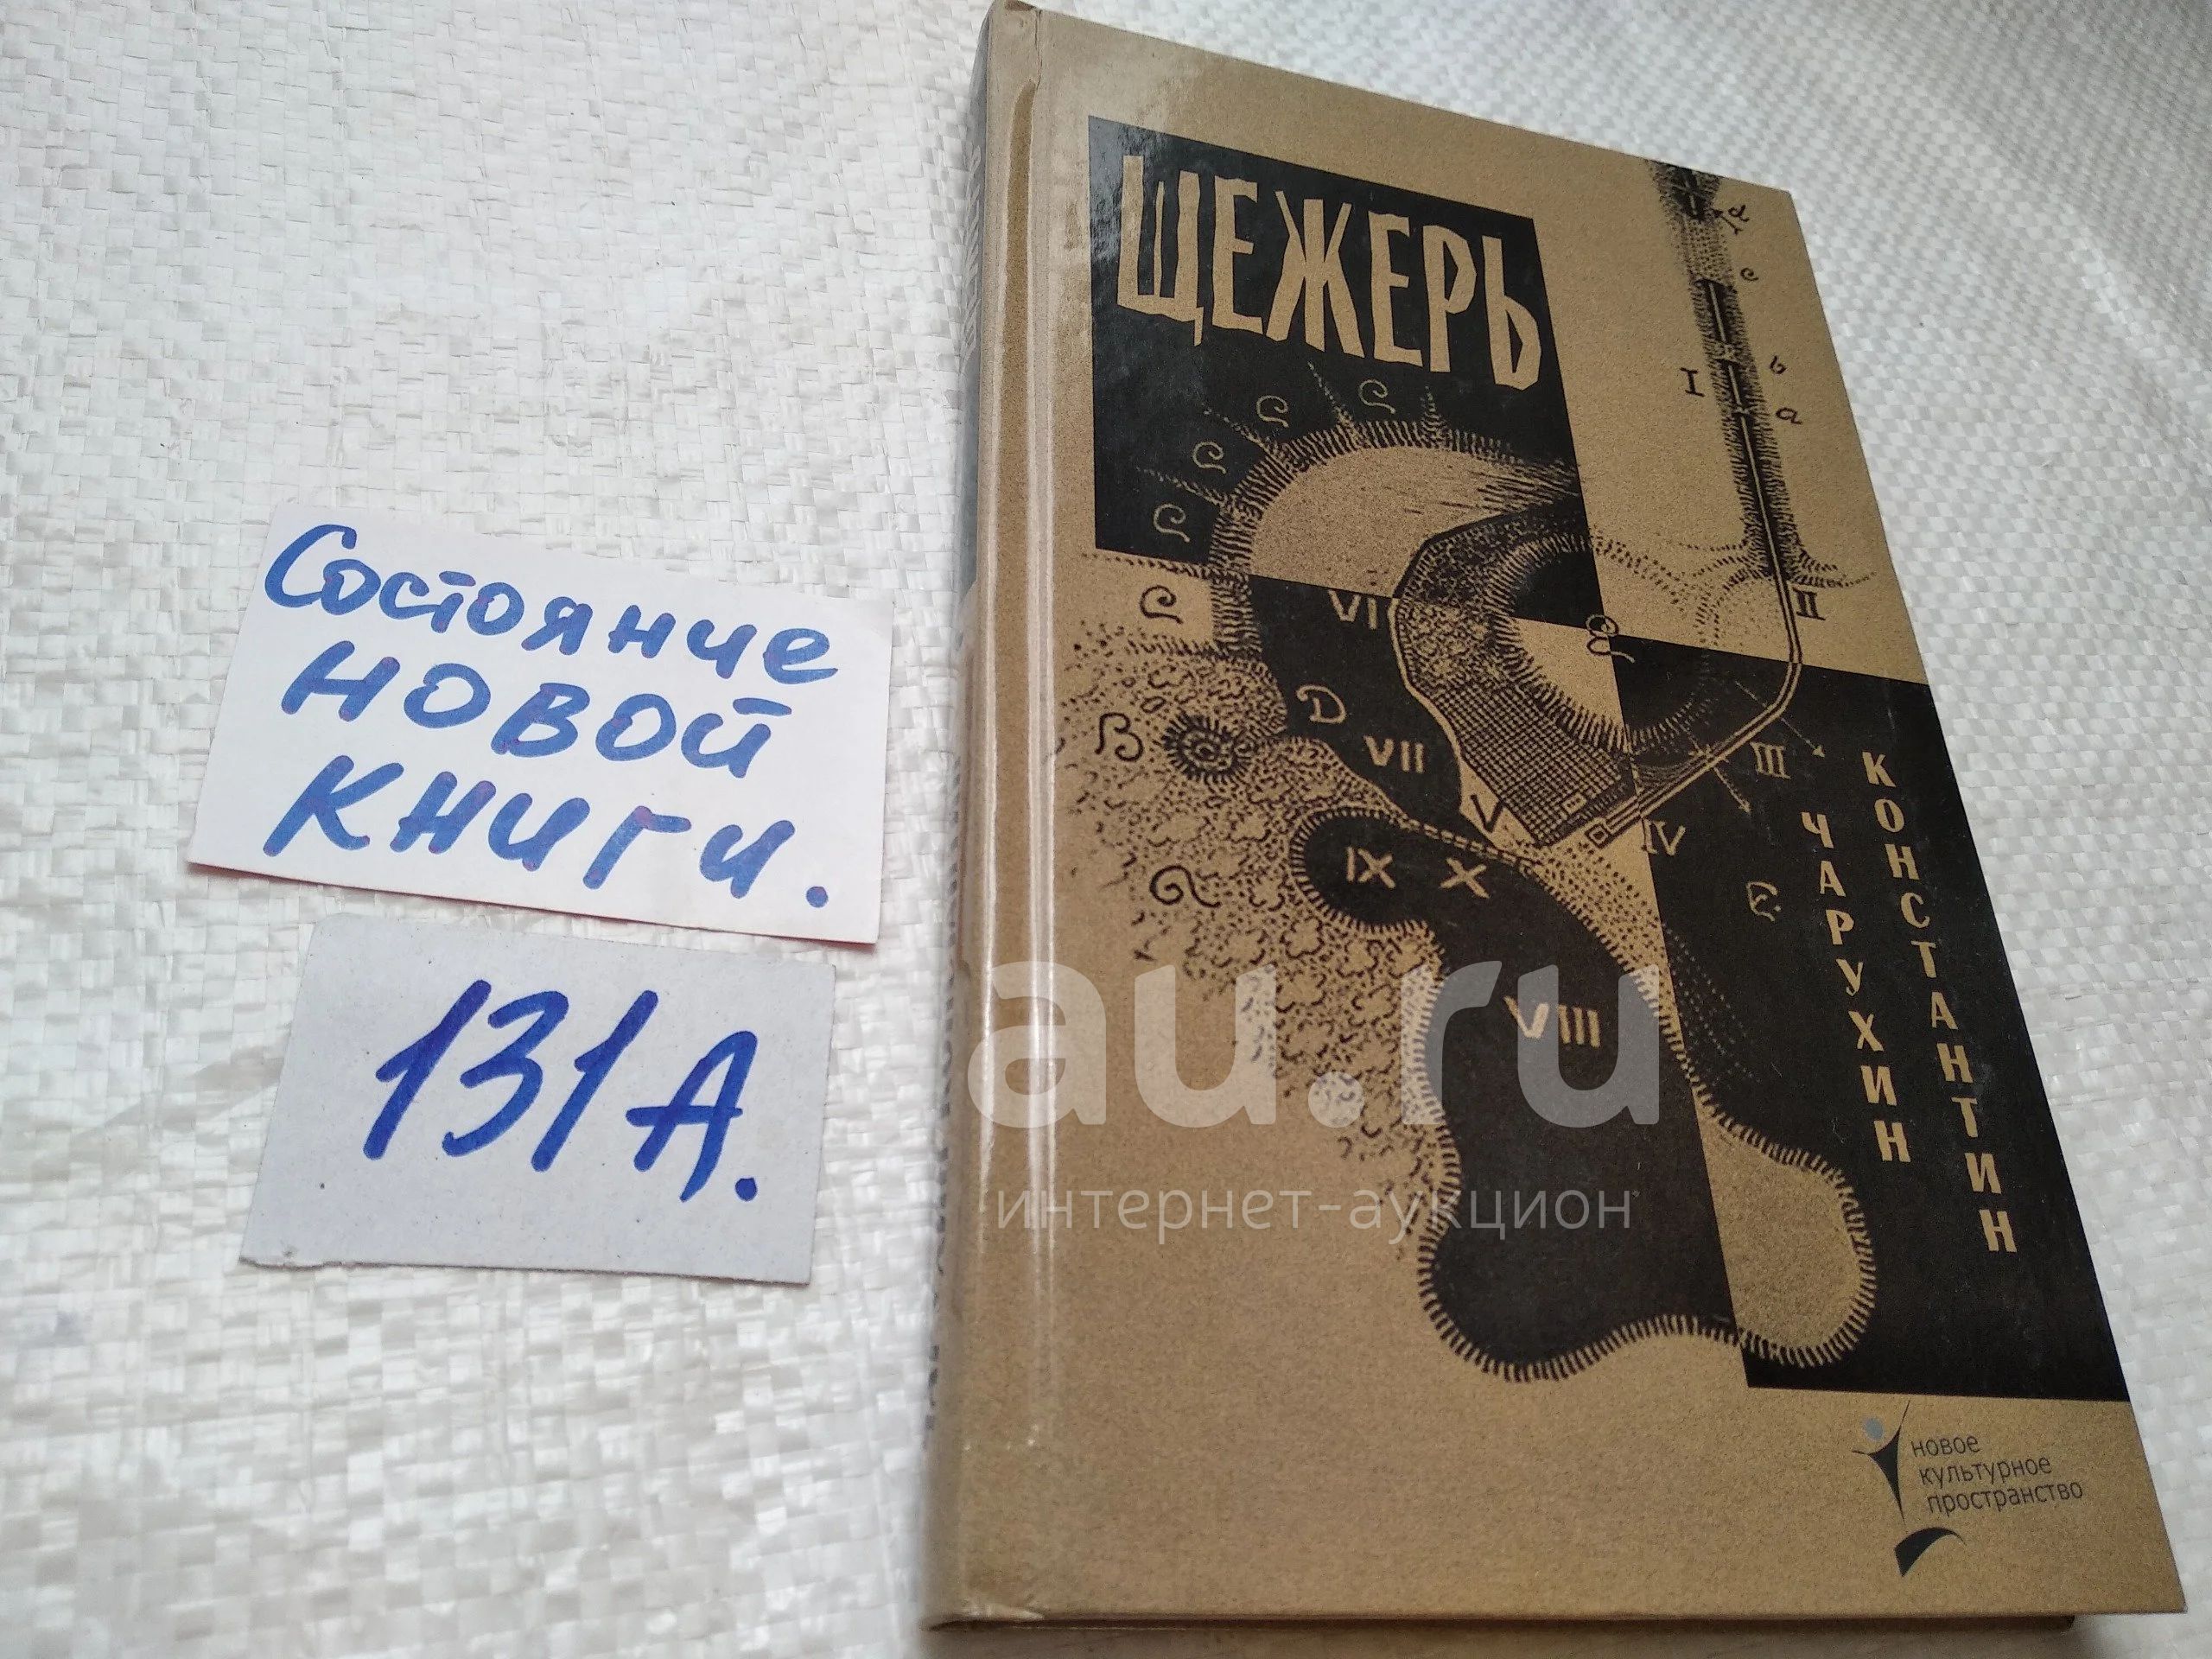 Состояние
новой
книги.
131А.
ЩЕЖЕРЬ
d
c
I
b
a
II
VI
g
D
B
VII
V
III
IV
IX
X
E
VIII
КОНСТАНТИН
ЧАРУХИН
au.ru
интернет-аукцион
новое
культурное
пространство